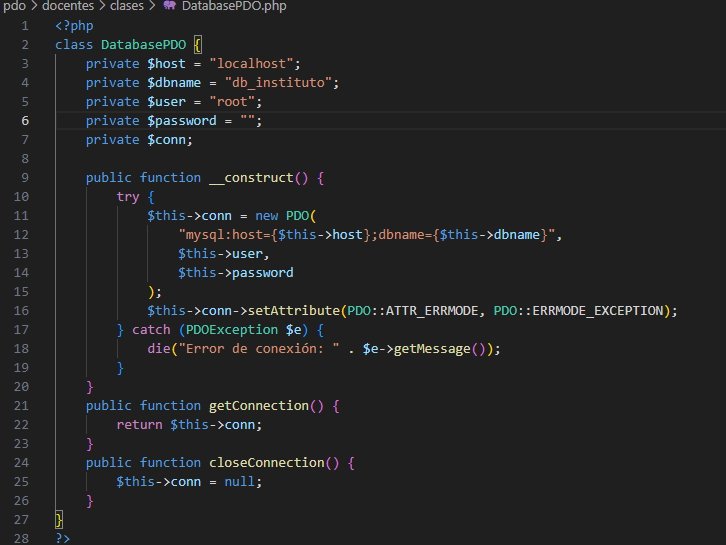 pdo > docentes > clases > DatabasePDO.php
1 <?php
2 class DatabasePDO {
3     private $host = "localhost";
4     private $dbname = "db_instituto";
5     private $user = "root";
6     private $password = "";
7     private $conn;
8
9     public function __construct() {
10         try {
11             $this->conn = new PDO(
12                 "mysql:host={$this->host};dbname={$this->dbname}",
13                 $this->user,
14                 $this->password
15             );
16             $this->conn->setAttribute(PDO::ATTR_ERRMODE, PDO::ERRMODE_EXCEPTION);
17         } catch (PDOException $e) {
18             die("Error de conexión: " . $e->getMessage());
19         }
20     }
21     public function getConnection() {
22         return $this->conn;
23     }
24     public function closeConnection() {
25         $this->conn = null;
26     }
27 }
28 ?>